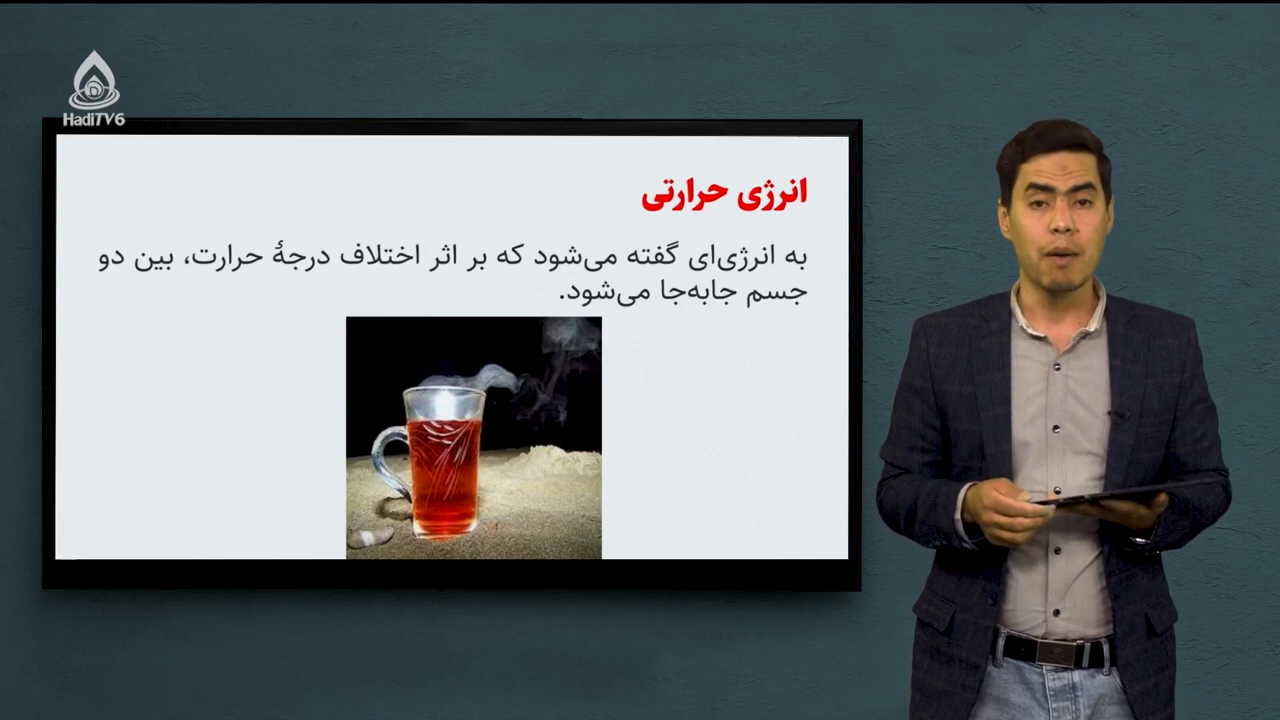 HadiTV6
انرژی حرارتی
به انرژی‌ای گفته می‌شود که بر اثر اختلاف درجهٔ حرارت، بین دو
جسم جابه‌جا می‌شود.